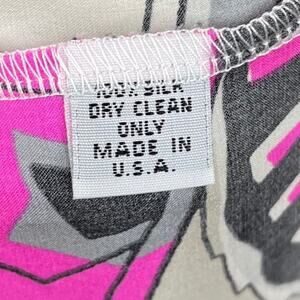 100% SILK
DRY CLEAN
ONLY
MADE IN
U.S.A.